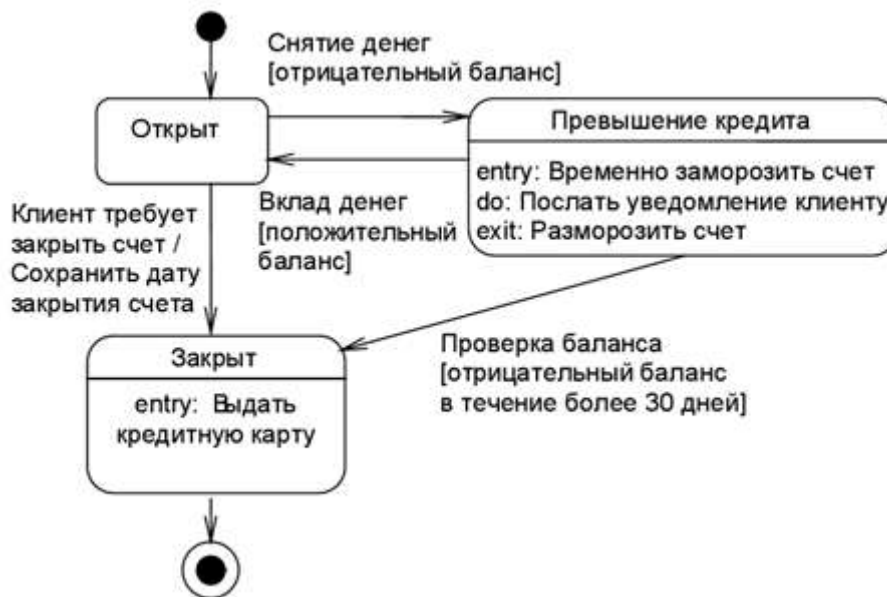 Снятие денег
[отрицательный баланс]
Открыт
Превышение кредита
entry: Временно заморозить счет
do: Послать уведомление клиенту
exit: Разморозить счет
Вклад денег
[положительный
баланс]
Клиент требует
закрыть счет /
Сохранить дату
закрытия счета
Проверка баланса
[отрицательный баланс
в течение более 30 дней]
Закрыт
entry: Выдать
кредитную карту